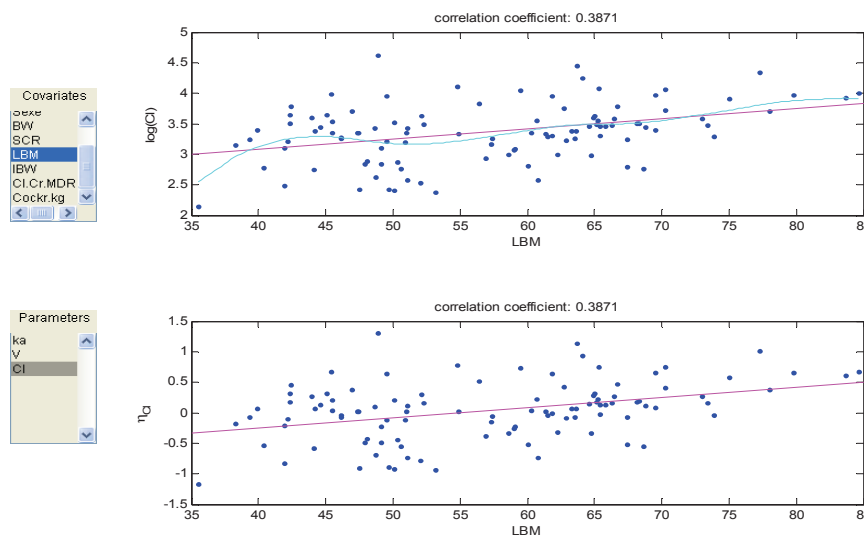 Covariates
Sexe
BW
SCR
LBM
IBW
Cl.Cr.MDR
Cockr.kg
correlation coefficient: 0.3871
log(Cl)
5
4.5
4
3.5
3
2.5
2
35 40 45 50 55 60 65 70 75 80 8
LBM
Parameters
ka
V
Cl
correlation coefficient: 0.3871
ηCl
1.5
1
0.5
0
-0.5
-1
-1.5
35 40 45 50 55 60 65 70 75 80 8
LBM